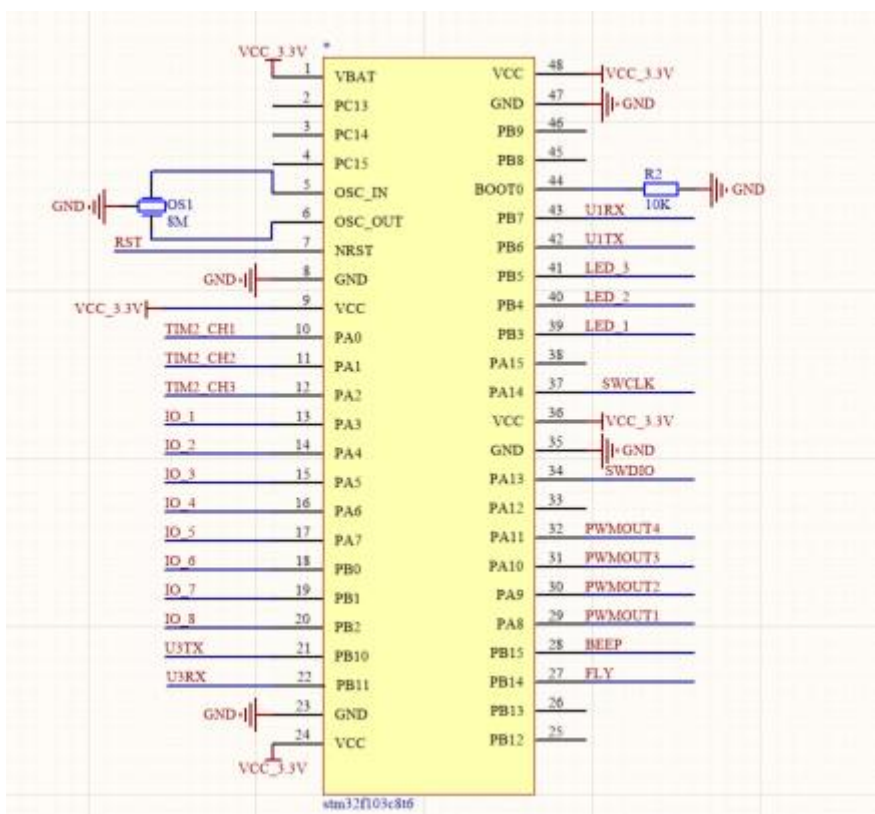 VCC_3.3V
*
1 VBAT VCC 48 VCC_3.3V
2 PC13 GND 47 GND
3 PC14 PB9 46
4 PC15 PB8 45
GND OS1 8M 5 OSC_IN BOOT0 44 R2 10K GND
6 OSC_OUT PB7 43 U1RX
RST 7 NRST PB6 42 U1TX
GND 8 GND PB5 41 LED_3
VCC_3.3V 9 VCC PB4 40 LED_2
TIM2_CH1 10 PA0 PB3 39 LED_1
TIM2_CH2 11 PA1 PA15 38
TIM2_CH3 12 PA2 PA14 37 SWCLK
IO_1 13 PA3 VCC 36 VCC_3.3V
IO_2 14 PA4 GND 35 GND
IO_3 15 PA5 PA13 34 SWDIO
IO_4 16 PA6 PA12 33
IO_5 17 PA7 PA11 32 PWMOUT4
IO_6 18 PB0 PA10 31 PWMOUT3
IO_7 19 PB1 PA9 30 PWMOUT2
IO_8 20 PB2 PA8 29 PWMOUT1
U3TX 21 PB10 PB15 28 BEEP
U3RX 22 PB11 PB14 27 FLY
GND 23 GND PB13 26
24 VCC PB12 25
VCC_3.3V
stm32f103c8t6